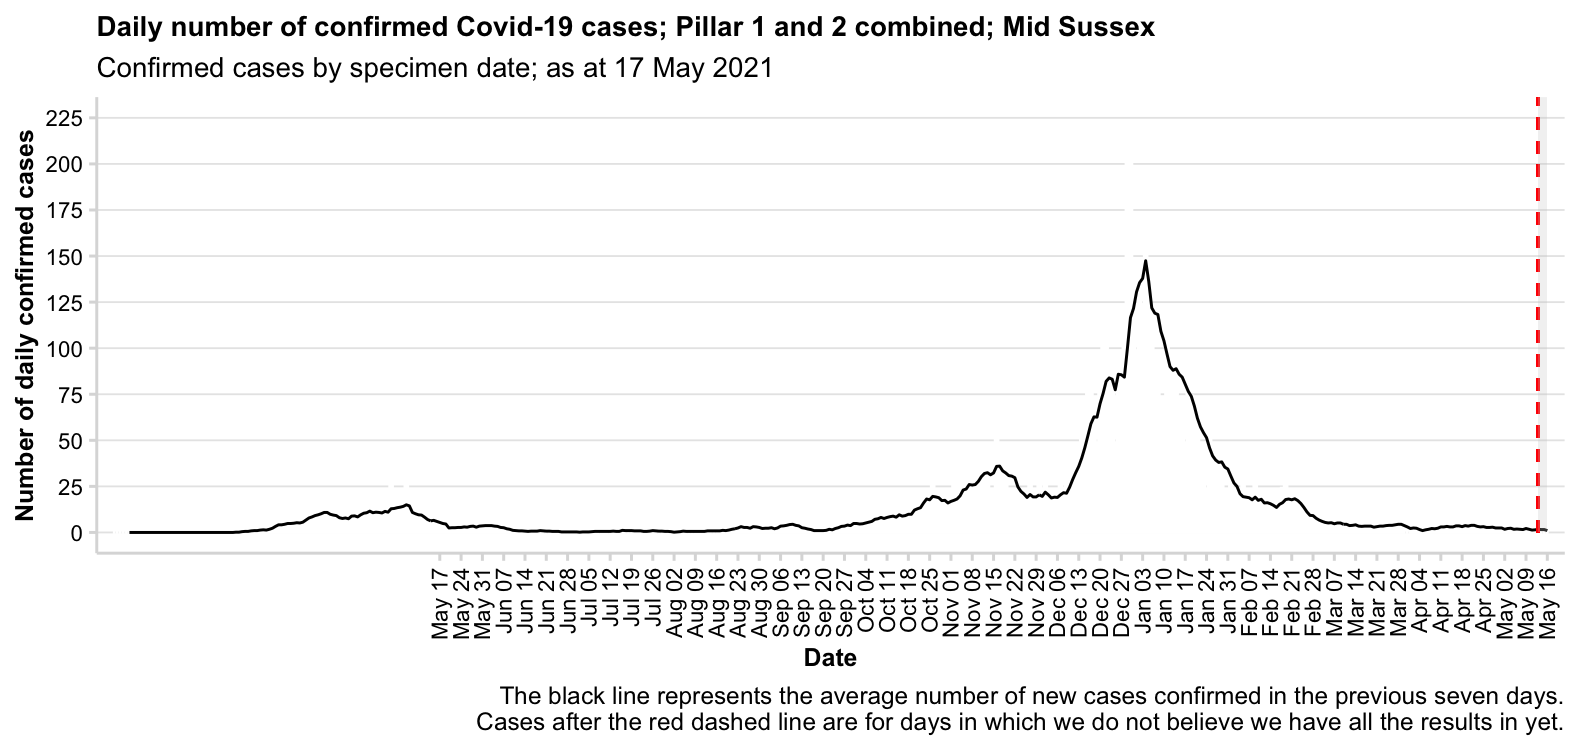 Daily number of confirmed Covid-19 cases; Pillar 1 and 2 combined; Mid Sussex
Confirmed cases by specimen date; as at 17 May 2021
Number of daily confirmed cases
225
200
175
150
125
100
75
50
25
0
May 17
May 24
May 31
Jun 07
Jun 14
Jun 21
Jun 28
Jul 05
Jul 12
Jul 19
Jul 26
Aug 02
Aug 09
Aug 16
Aug 23
Aug 30
Sep 06
Sep 13
Sep 20
Sep 27
Oct 04
Oct 11
Oct 18
Oct 25
Nov 01
Nov 08
Nov 15
Nov 22
Nov 29
Dec 06
Dec 13
Dec 20
Dec 27
Jan 03
Jan 10
Jan 17
Jan 24
Jan 31
Feb 07
Feb 14
Feb 21
Feb 28
Mar 07
Mar 14
Mar 21
Mar 28
Apr 04
Apr 11
Apr 18
Apr 25
May 02
May 09
May 16
Date
The black line represents the average number of new cases confirmed in the previous seven days.
Cases after the red dashed line are for days in which we do not believe we have all the results in yet.